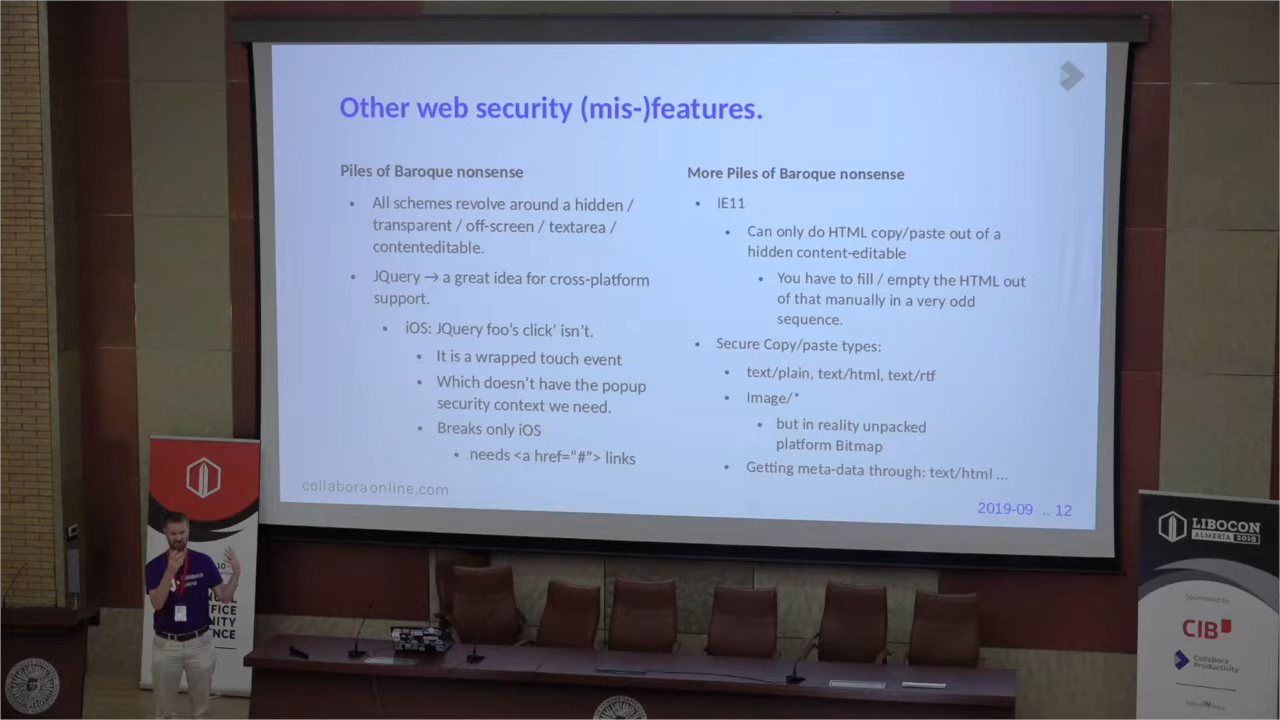 Other web security (mis-)features.
Piles of Baroque nonsense
• All schemes revolve around a hidden /
transparent / off-screen / textarea /
contenteditable.
• JQuery → a great idea for cross-platform
support.
• iOS: JQuery foo's click' isn't.
• It is a wrapped touch event
• Which doesn't have the popup
security context we need.
• Breaks only iOS
• needs <a href="#"> links
More Piles of Baroque nonsense
• IE11
• Can only do HTML copy/paste out of a
hidden content-editable
• You have to fill / empty the HTML out
of that manually in a very odd
sequence.
• Secure Copy/paste types:
• text/plain, text/html, text/rtf
• Image/*
• but in reality unpacked
platform Bitmap
• Getting meta-data through: text/html ...
collaboraonline.com
2019-09 .. 12
FICE
NITY
NCE
LIBOCON
ALMERÍA 2019
Sponsored by
CIB
Collabora
Productivity